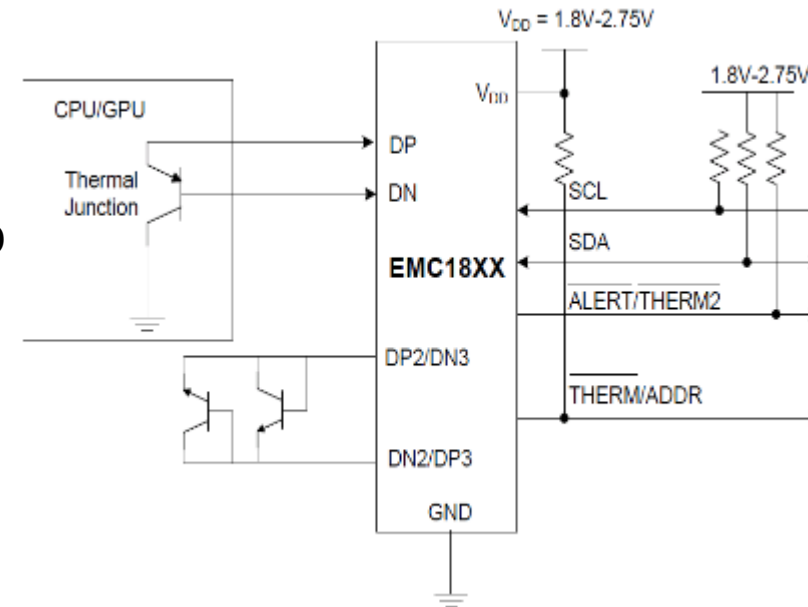 V_DD = 1.8V-2.75V
1.8V-2.75V
V_DD
CPU/GPU
DP
Thermal
Junction
DN
SCL
SDA
EMC18XX
ALERT/THERM2
DP2/DN3
THERM/ADDR
DN2/DP3
GND